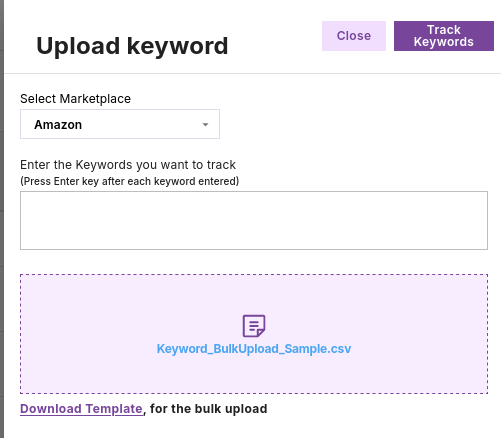 Upload keyword
Close
Track
Keywords
Select Marketplace
Amazon
Enter the Keywords you want to track
(Press Enter key after each keyword entered)
Keyword_BulkUpload_Sample.csv
Download Template, for the bulk upload